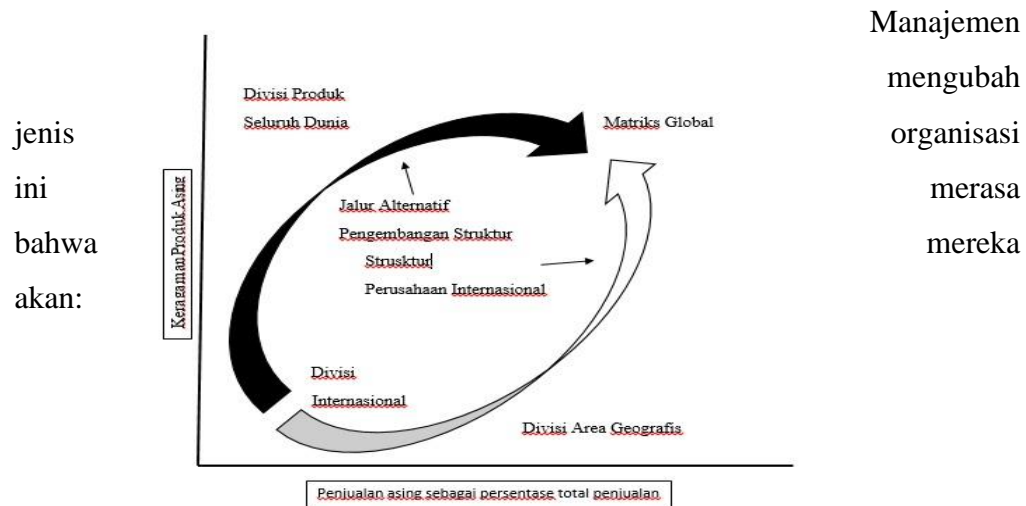 Manajemen
mengubah
jenis organisasi
ini merasa
bahwa mereka
akan:
Divisi Produk
Seluruh Dunia
Matriks Global
Keragaman Produk Asing
Jalur Alternatif
Pengembangan Struktur
Strusktur
Perusahaan Internasional
Divisi
Internasional
Divisi Area Geografis
Penjualan asing sebagai persentase total penjualan